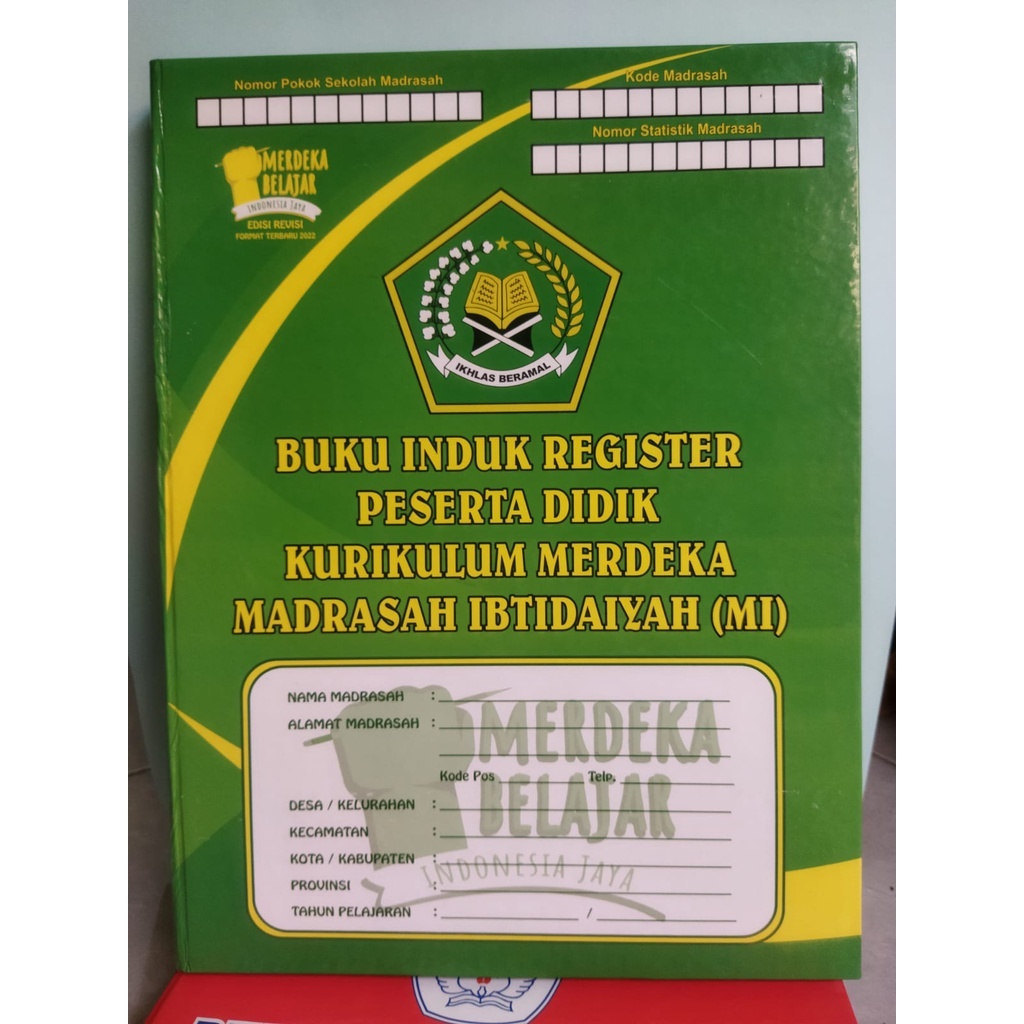 Nomor Pokok Sekolah Madrasah
Kode Madrasah
Nomor Statistik Madrasah
MERDEKA
BELAJAR
INDONESIA JAYA
EDISI REVISI
FORMAT TERBARU 2022
IKHLAS BERAMAL
BUKU INDUK REGISTER
PESERTA DIDIK
KURIKULUM MERDEKA
MADRASAH IBTIDAIYAH (MI)
NAMA MADRASAH :
ALAMAT MADRASAH :
Kode Pos Telp.
DESA / KELURAHAN :
KECAMATAN :
KOTA / KABUPATEN :
PROVINSI :
TAHUN PELAJARAN : /
MERDEKA
BELAJAR
INDONESIA JAYA